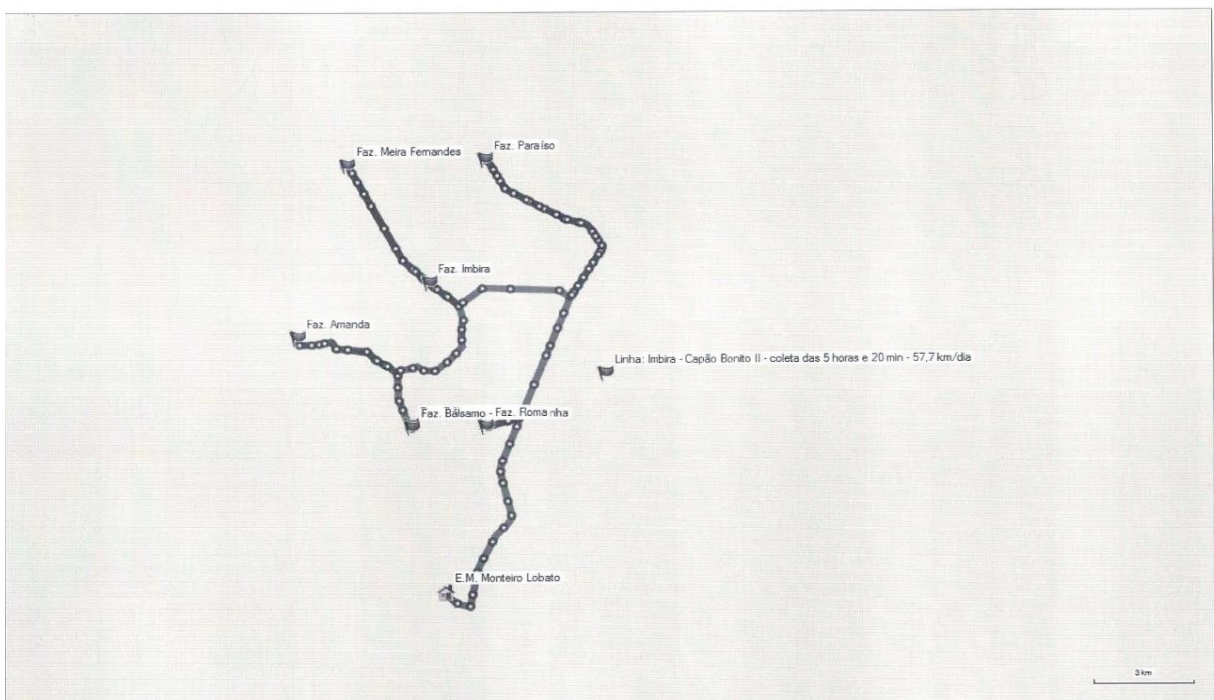 Faz. Paraíso
Faz. Meira Fernandes
Faz. Imbira
Faz. Amanda
Linha: Imbira - Capão Bonito II - coleta das 5 horas e 20 min - 57,7 km/dia
Faz. Bálsamo - Faz. Romanha
E.M. Monteiro Lobato
3 km